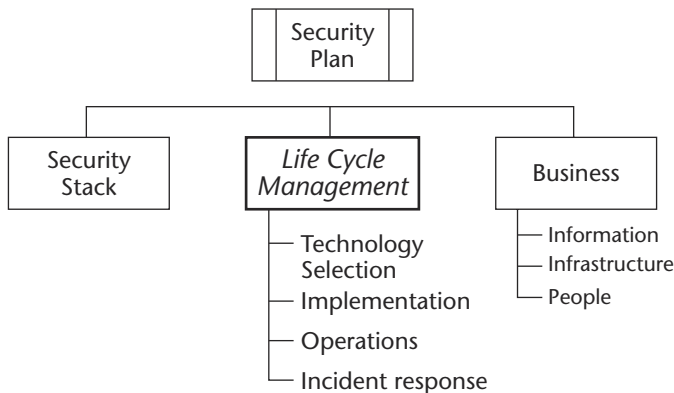 Security
Plan
Security
Stack
Life Cycle
Management
Business
Technology
Selection
Implementation
Operations
Incident response
Information
Infrastructure
People